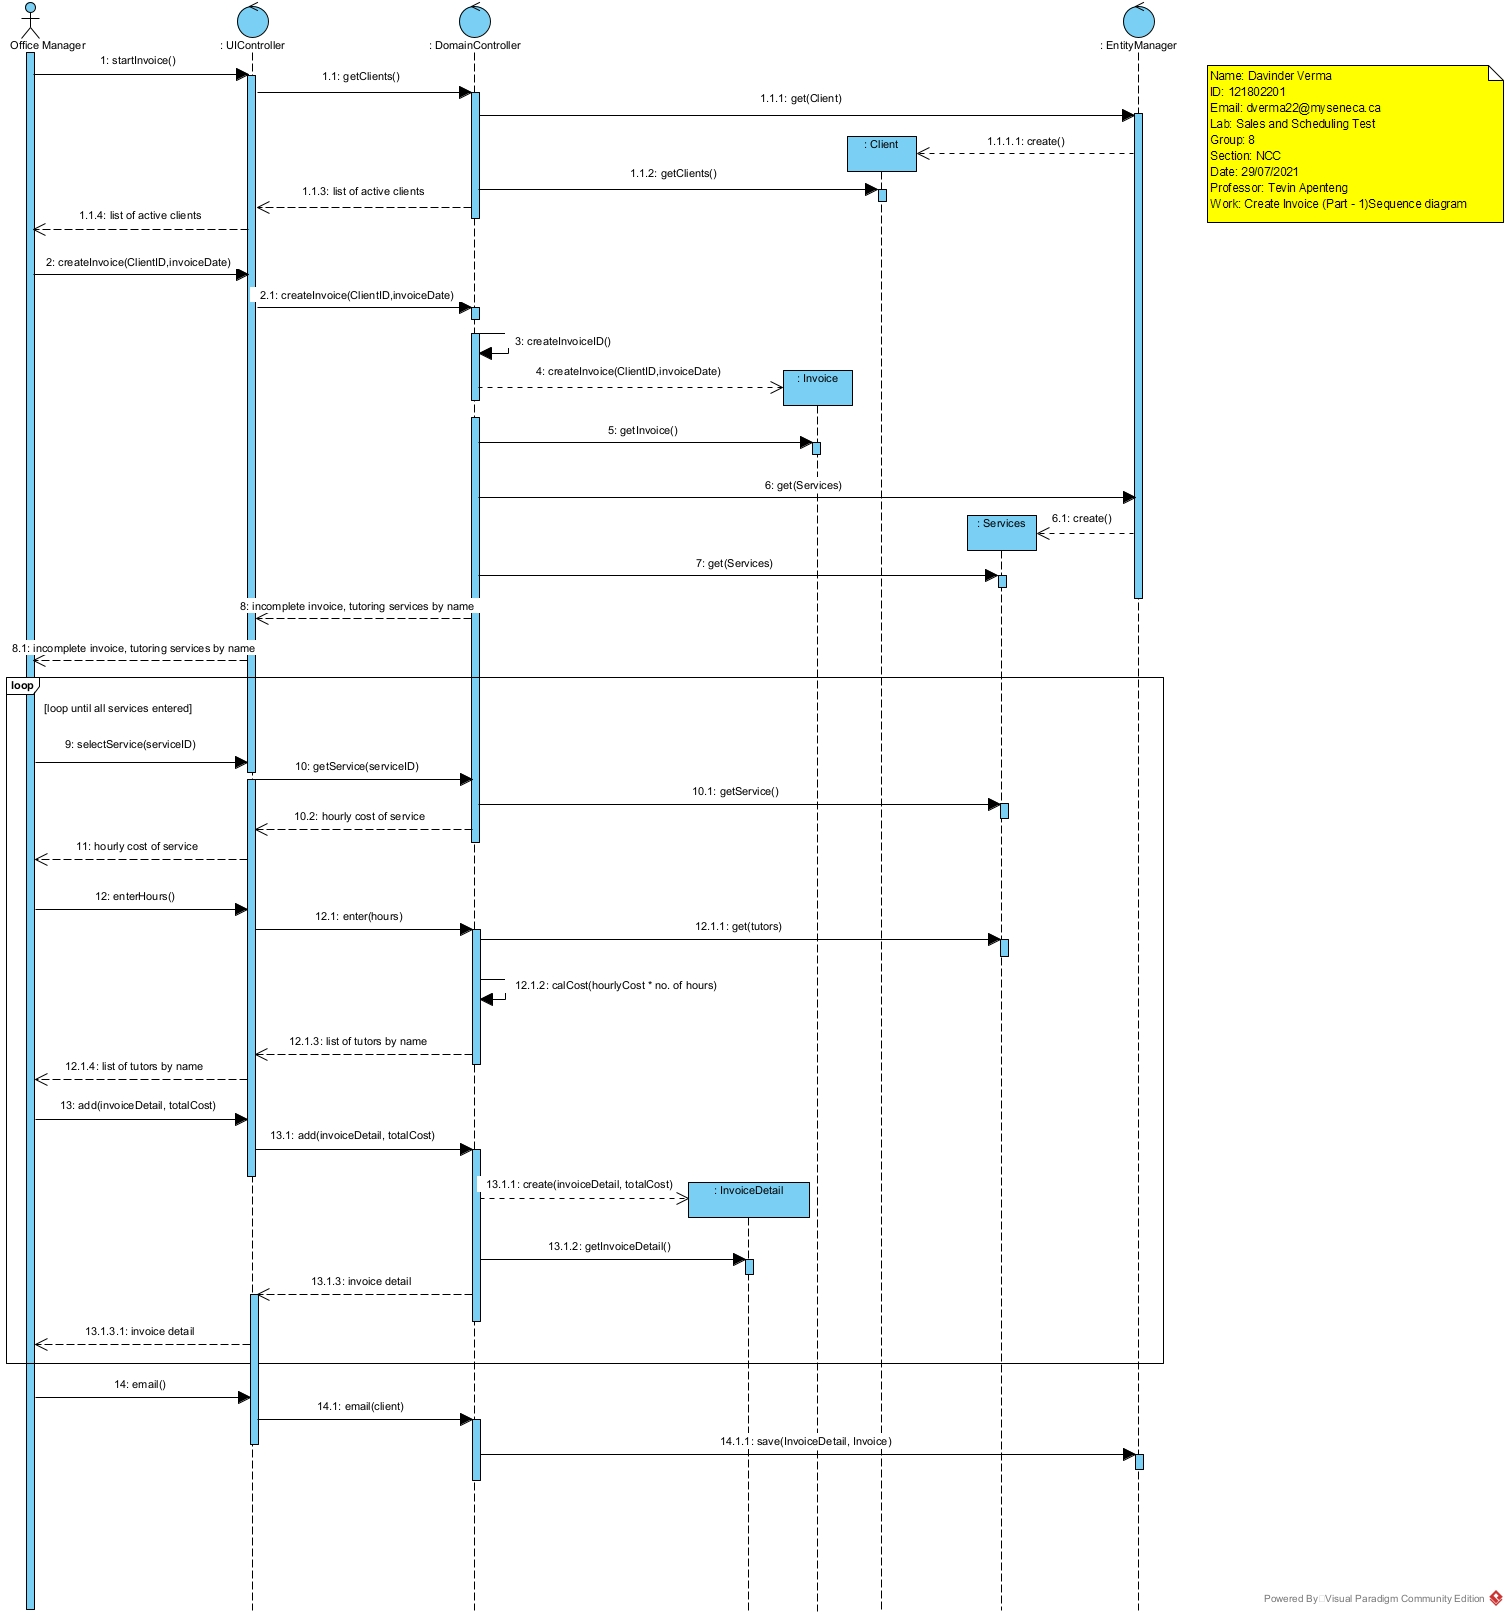 Office Manager
: UIController
: DomainController
: EntityManager
1: startInvoice()
1.1: getClients()
1.1.1: get(Client)
Name: Davinder Verma
ID: 121802201
Email: dverma22@myseneca.ca
Lab: Sales and Scheduling Test
Group: 8
Section: NCC
Date: 29/07/2021
Professor: Tevin Apenteng
Work: Create Invoice (Part - 1)Sequence diagram
: Client
1.1.1.1: create()
1.1.2: getClients()
1.1.3: list of active clients
1.1.4: list of active clients
2: createInvoice(ClientID,invoiceDate)
2.1: createInvoice(ClientID,invoiceDate)
3: createInvoiceID()
4: createInvoice(ClientID,invoiceDate)
: Invoice
5: getInvoice()
6: get(Services)
: Services
6.1: create()
7: get(Services)
8: incomplete invoice, tutoring services by name
8.1: incomplete invoice, tutoring services by name
loop
[loop until all services entered]
9: selectService(serviceID)
10: getService(serviceID)
10.1: getService()
10.2: hourly cost of service
11: hourly cost of service
12: enterHours()
12.1: enter(hours)
12.1.1: get(tutors)
12.1.2: calCost(hourlyCost * no. of hours)
12.1.3: list of tutors by name
12.1.4: list of tutors by name
13: add(invoiceDetail, totalCost)
13.1: add(invoiceDetail, totalCost)
13.1.1: create(invoiceDetail, totalCost)
: InvoiceDetail
13.1.2: getInvoiceDetail()
13.1.3: invoice detail
13.1.3.1: invoice detail
14: email()
14.1: email(client)
14.1.1: save(InvoiceDetail, Invoice)
Powered By Visual Paradigm Community Edition